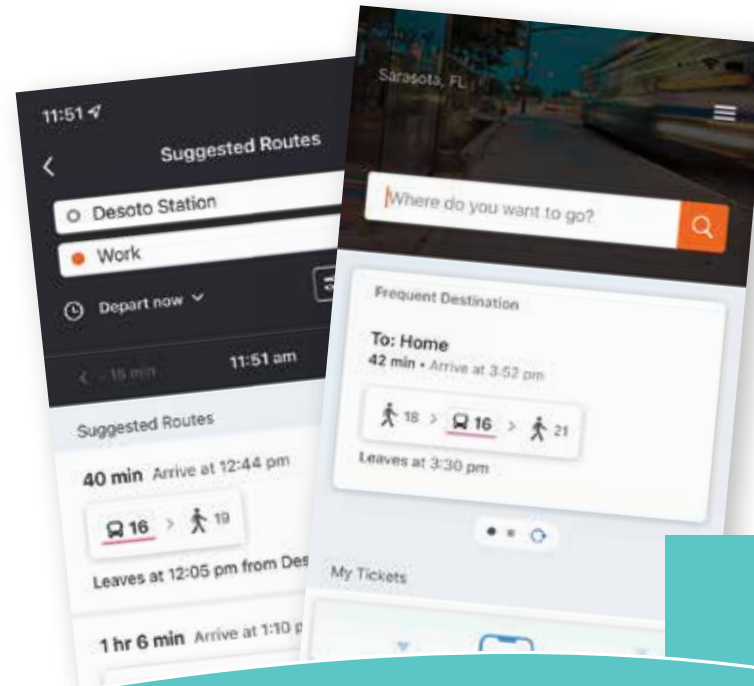 11:51
Suggested Routes
Desoto Station
Work
Depart now
- 15 min
11:51 am
Suggested Routes
40 min Arrive at 12:44 pm
16 > 19
Leaves at 12:05 pm from Des
1 hr 6 min Arrive at 1:10 p
Sarasota, FL
Where do you want to go?
Frequent Destination
To: Home
42 min • Arrive at 3:52 pm
18 > 16 > 21
Leaves at 3:30 pm
My Tickets